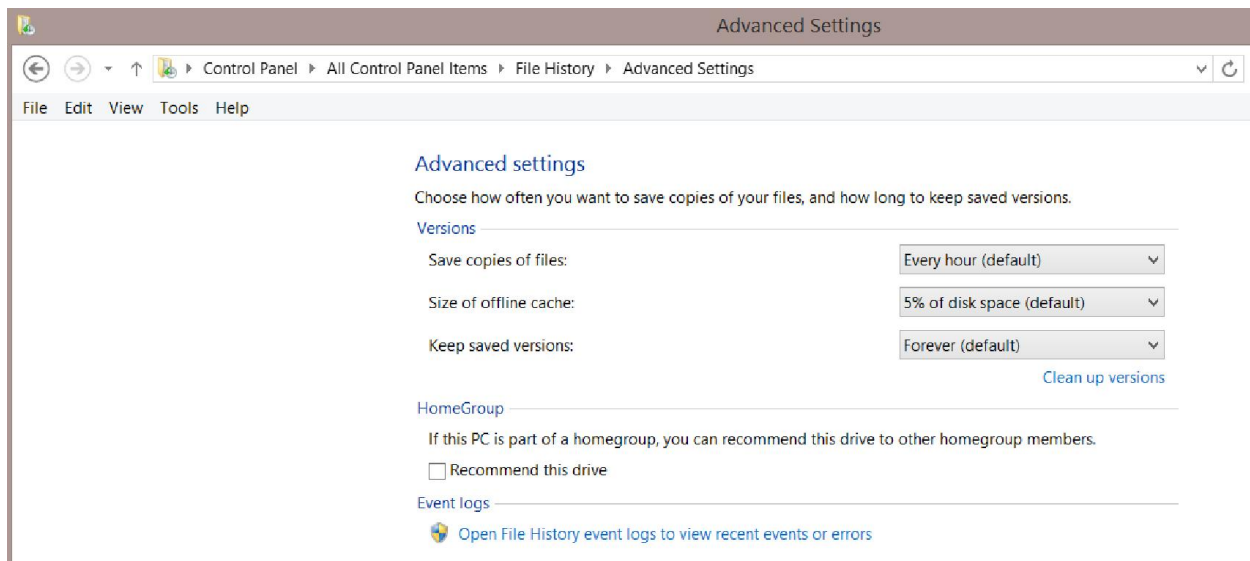 Advanced Settings
Control Panel All Control Panel Items File History Advanced Settings
File Edit View Tools Help
Advanced settings
Choose how often you want to save copies of your files, and how long to keep saved versions.
Versions
Save copies of files: Every hour (default)
Size of offline cache: 5% of disk space (default)
Keep saved versions: Forever (default)
Clean up versions
HomeGroup
If this PC is part of a homegroup, you can recommend this drive to other homegroup members.
Recommend this drive
Event logs
Open File History event logs to view recent events or errors